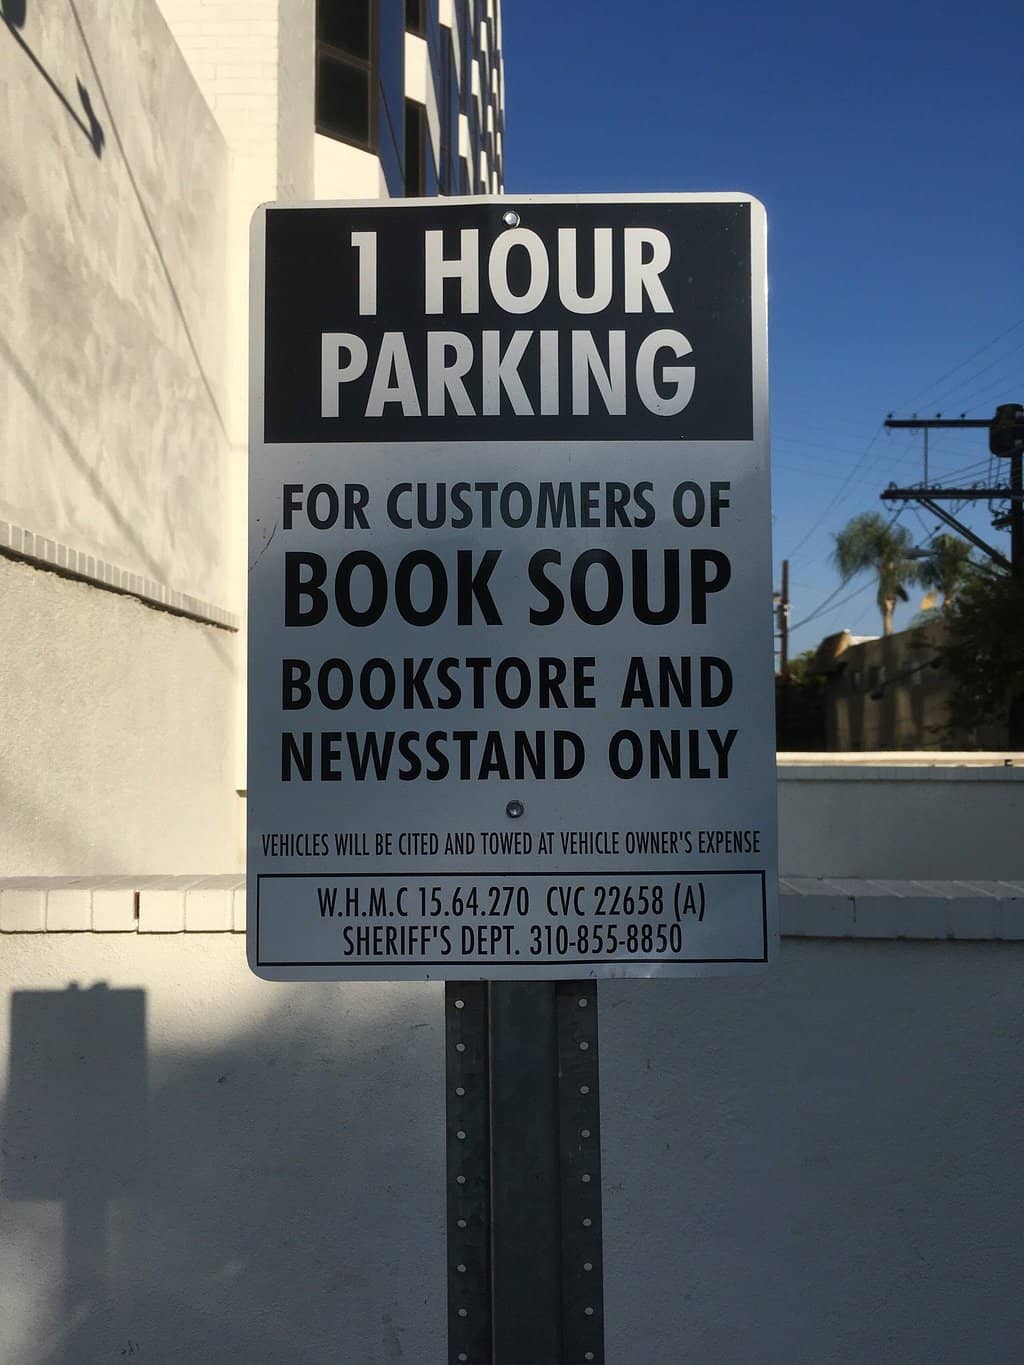 1 HOUR
PARKING
FOR CUSTOMERS OF
BOOK SOUP
BOOKSTORE AND
NEWSSTAND ONLY
VEHICLES WILL BE CITED AND TOWED AT VEHICLE OWNER'S EXPENSE
W.H.M.C 15.64.270 CVC 22658 (A)
SHERIFF'S DEPT. 310-855-8850